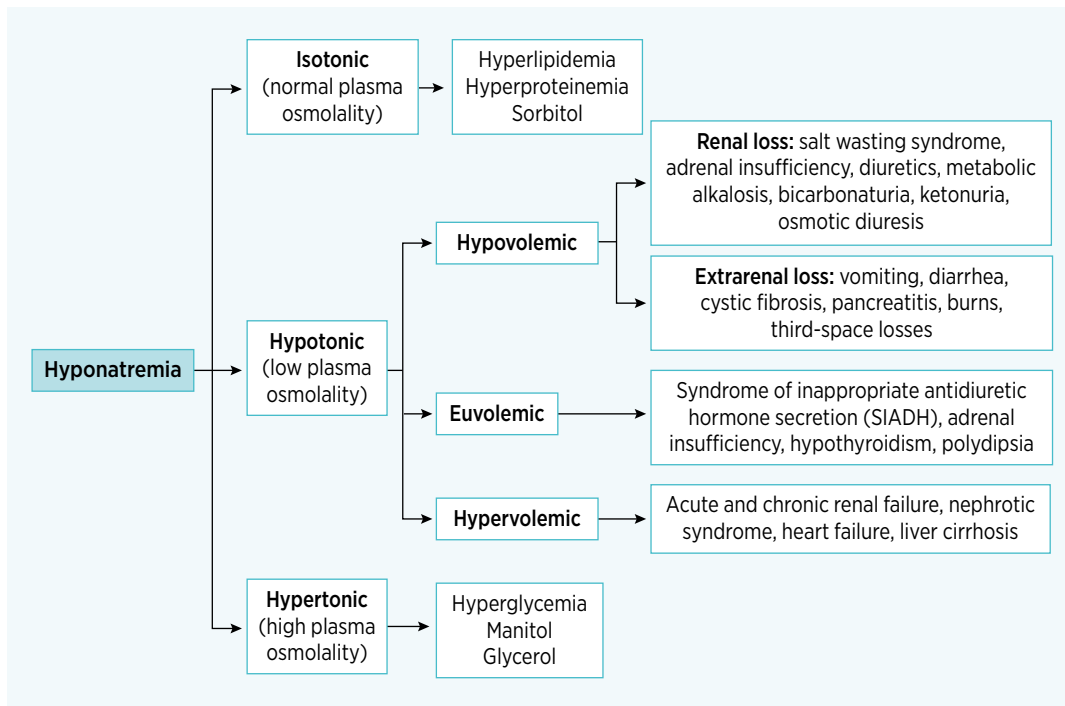 Hyponatremia
Isotonic
(normal plasma
osmolality)
Hyperlipidemia
Hyperproteinemia
Sorbitol
Hypotonic
(low plasma
osmolality)
Hypovolemic
Renal loss: salt wasting syndrome,
adrenal insufficiency, diuretics, metabolic
alkalosis, bicarbonaturia, ketonuria,
osmotic diuresis
Extrarenal loss: vomiting, diarrhea,
cystic fibrosis, pancreatitis, burns,
third-space losses
Euvolemic
Syndrome of inappropriate antidiuretic
hormone secretion (SIADH), adrenal
insufficiency, hypothyroidism, polydipsia
Hypervolemic
Acute and chronic renal failure, nephrotic
syndrome, heart failure, liver cirrhosis
Hypertonic
(high plasma
osmolality)
Hyperglycemia
Manitol
Glycerol